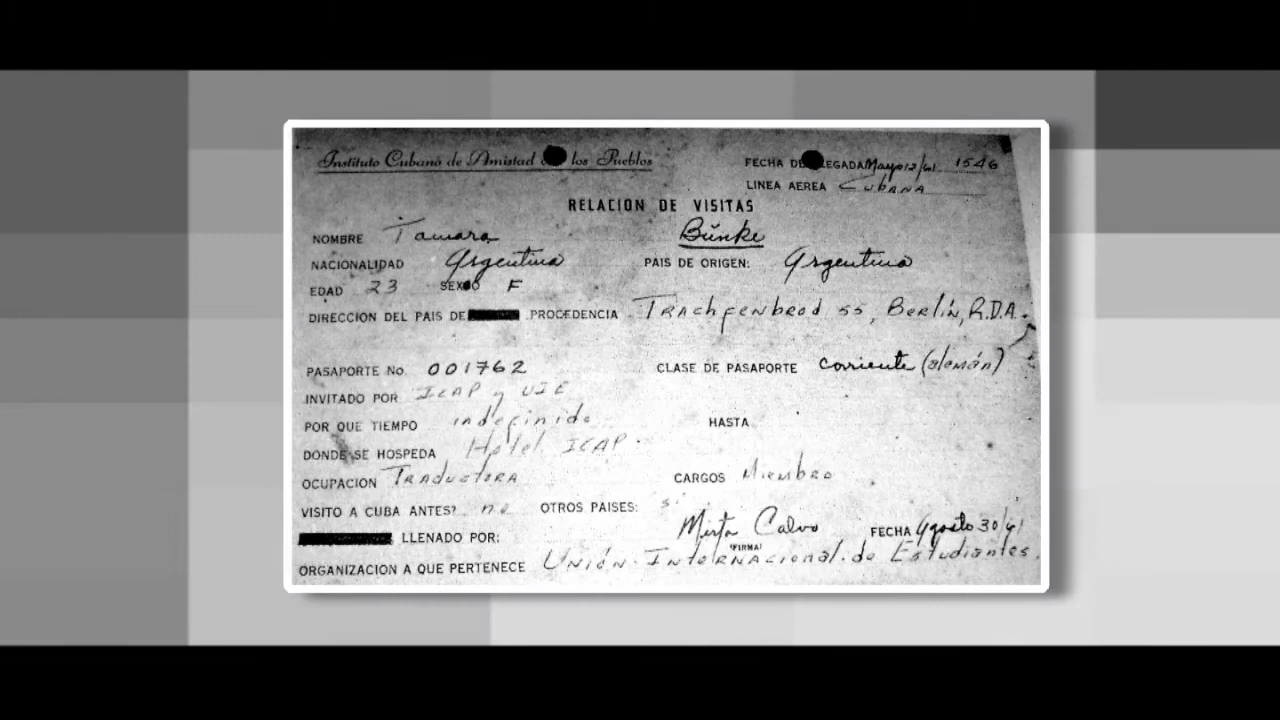 Instituto Cubano de Amistad los Pueblos
FECHA DE LLEGADA Mayo 12/61 1546
LINEA AEREA Cubana
RELACION DE VISITAS
NOMBRE Tamara Bünke
NACIONALIDAD Argentina PAIS DE ORIGEN: Argentina
EDAD 23 SEXO F
DIRECCION DEL PAIS DE PROCEDENCIA Trachfenbrod 55, Berlín, R.D.A.
PASAPORTE No. 001762 CLASE DE PASAPORTE corriente (alemán)
INVITADO POR ICAP y UIE
POR QUE TIEMPO indefinido HASTA
DONDE SE HOSPEDA Hotel ICAP.
OCUPACION Traductora CARGOS Miembro
VISITO A CUBA ANTES? no OTROS PAISES: si
LLENADO POR: Mirta Calvo FECHA Agosto 30/61
(FIRMA)
ORGANIZACION A QUE PERTENECE Unión Internacional de Estudiantes.